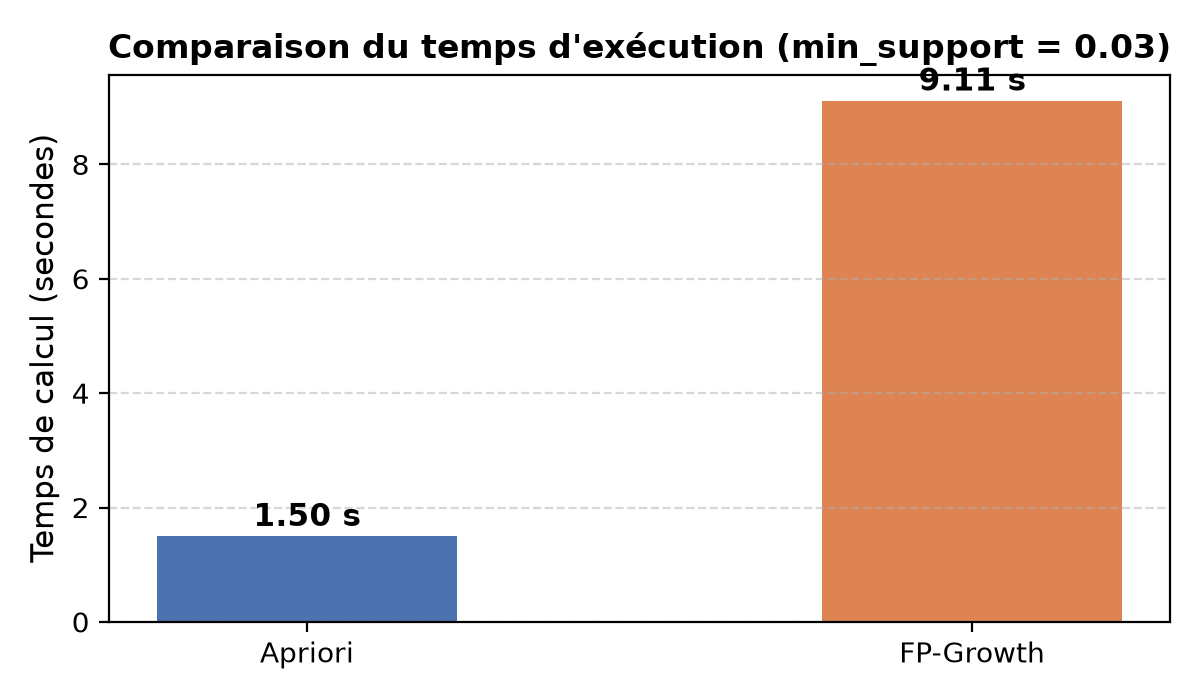 Comparaison du temps d'exécution (min_support = 0.03)
9.11 s
8
6
4
2
0
Temps de calcul (secondes)
1.50 s
Apriori
FP-Growth